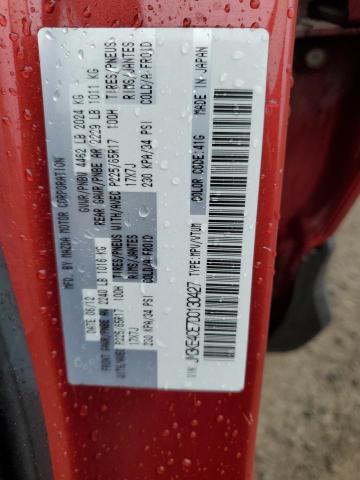 MFD BY MAZDA MOTOR CORPORATION
DATE: 06/12 GVWR/PNBV 4462 LB 2024 KG
FRONT GAWR/PNBE AV 2240 LB 1016 KG REAR GAWR/PNBE AR 2229 LB 1011 KG
WITH/AVEC P225/65R17 100H TIRES/PNEUS WITH/AVEC P225/65R17 100H TIRES/PNEUS
17X7J RIMS/JANTES 17X7J RIMS/JANTES
230 KPA/34 PSI COLD/A FROID 230 KPA/34 PSI COLD/A FROID
VIN: JM3KE4CE7D0130427 TYPE:MPV/VTUM
COLOR CODE:41G MADE IN JAPAN